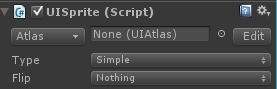 UISprite (Script)
Atlas None (UIAtlas) Edit
Type Simple
Flip Nothing